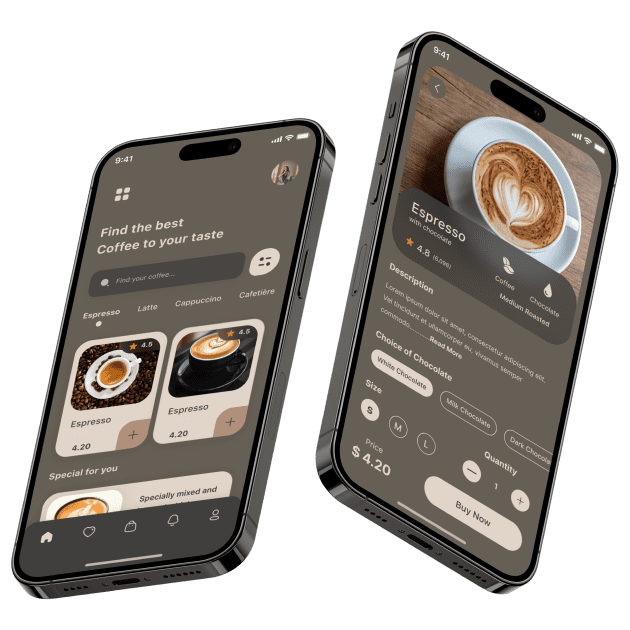 9:41
Find the best
Coffee to your taste
Find your coffee...
Espresso Latte Cappuccino Cafetière
4.5
4.5
Espresso
4.20
Espresso
4.20
Special for you
Specially mixed and
9:41
Espresso
with chocolate
4.8 (6,098)
Coffee Chocolate
Medium Roasted
Description
Lorem ipsum dolor sit amet, consectetur adipiscing elit.
Vel tincidunt et ullamcorper eu, vivamus semper
commodo..........Read More
Choice of Chocolate
White Chocolate Milk Chocolate Dark Chocola
Size
S M L
Quantity
1
Price
$ 4.20
Buy Now